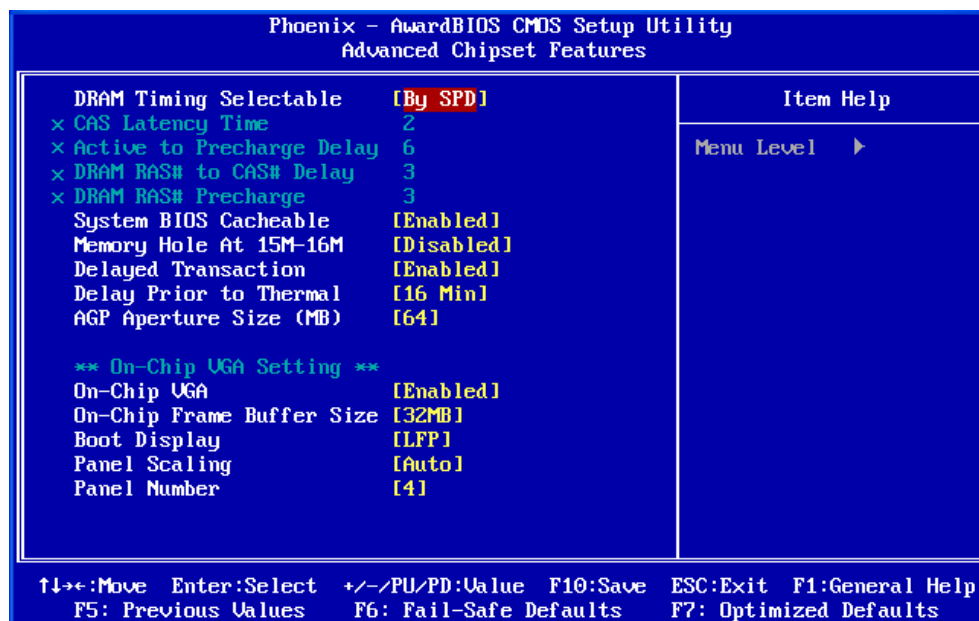 Phoenix - AwardBIOS CMOS Setup Utility
Advanced Chipset Features
DRAM Timing Selectable [By SPD]
x CAS Latency Time 2
x Active to Precharge Delay 6
x DRAM RAS# to CAS# Delay 3
x DRAM RAS# Precharge 3
System BIOS Cacheable [Enabled]
Memory Hole At 15M-16M [Disabled]
Delayed Transaction [Enabled]
Delay Prior to Thermal [16 Min]
AGP Aperture Size (MB) [64]
** On-Chip VGA Setting **
On-Chip VGA [Enabled]
On-Chip Frame Buffer Size [32MB]
Boot Display [LFP]
Panel Scaling [Auto]
Panel Number [4]
Item Help
Menu Level ▶
↑↓→←:Move Enter:Select +/-/PU/PD:Value F10:Save ESC:Exit F1:General Help
F5: Previous Values F6: Fail-Safe Defaults F7: Optimized Defaults